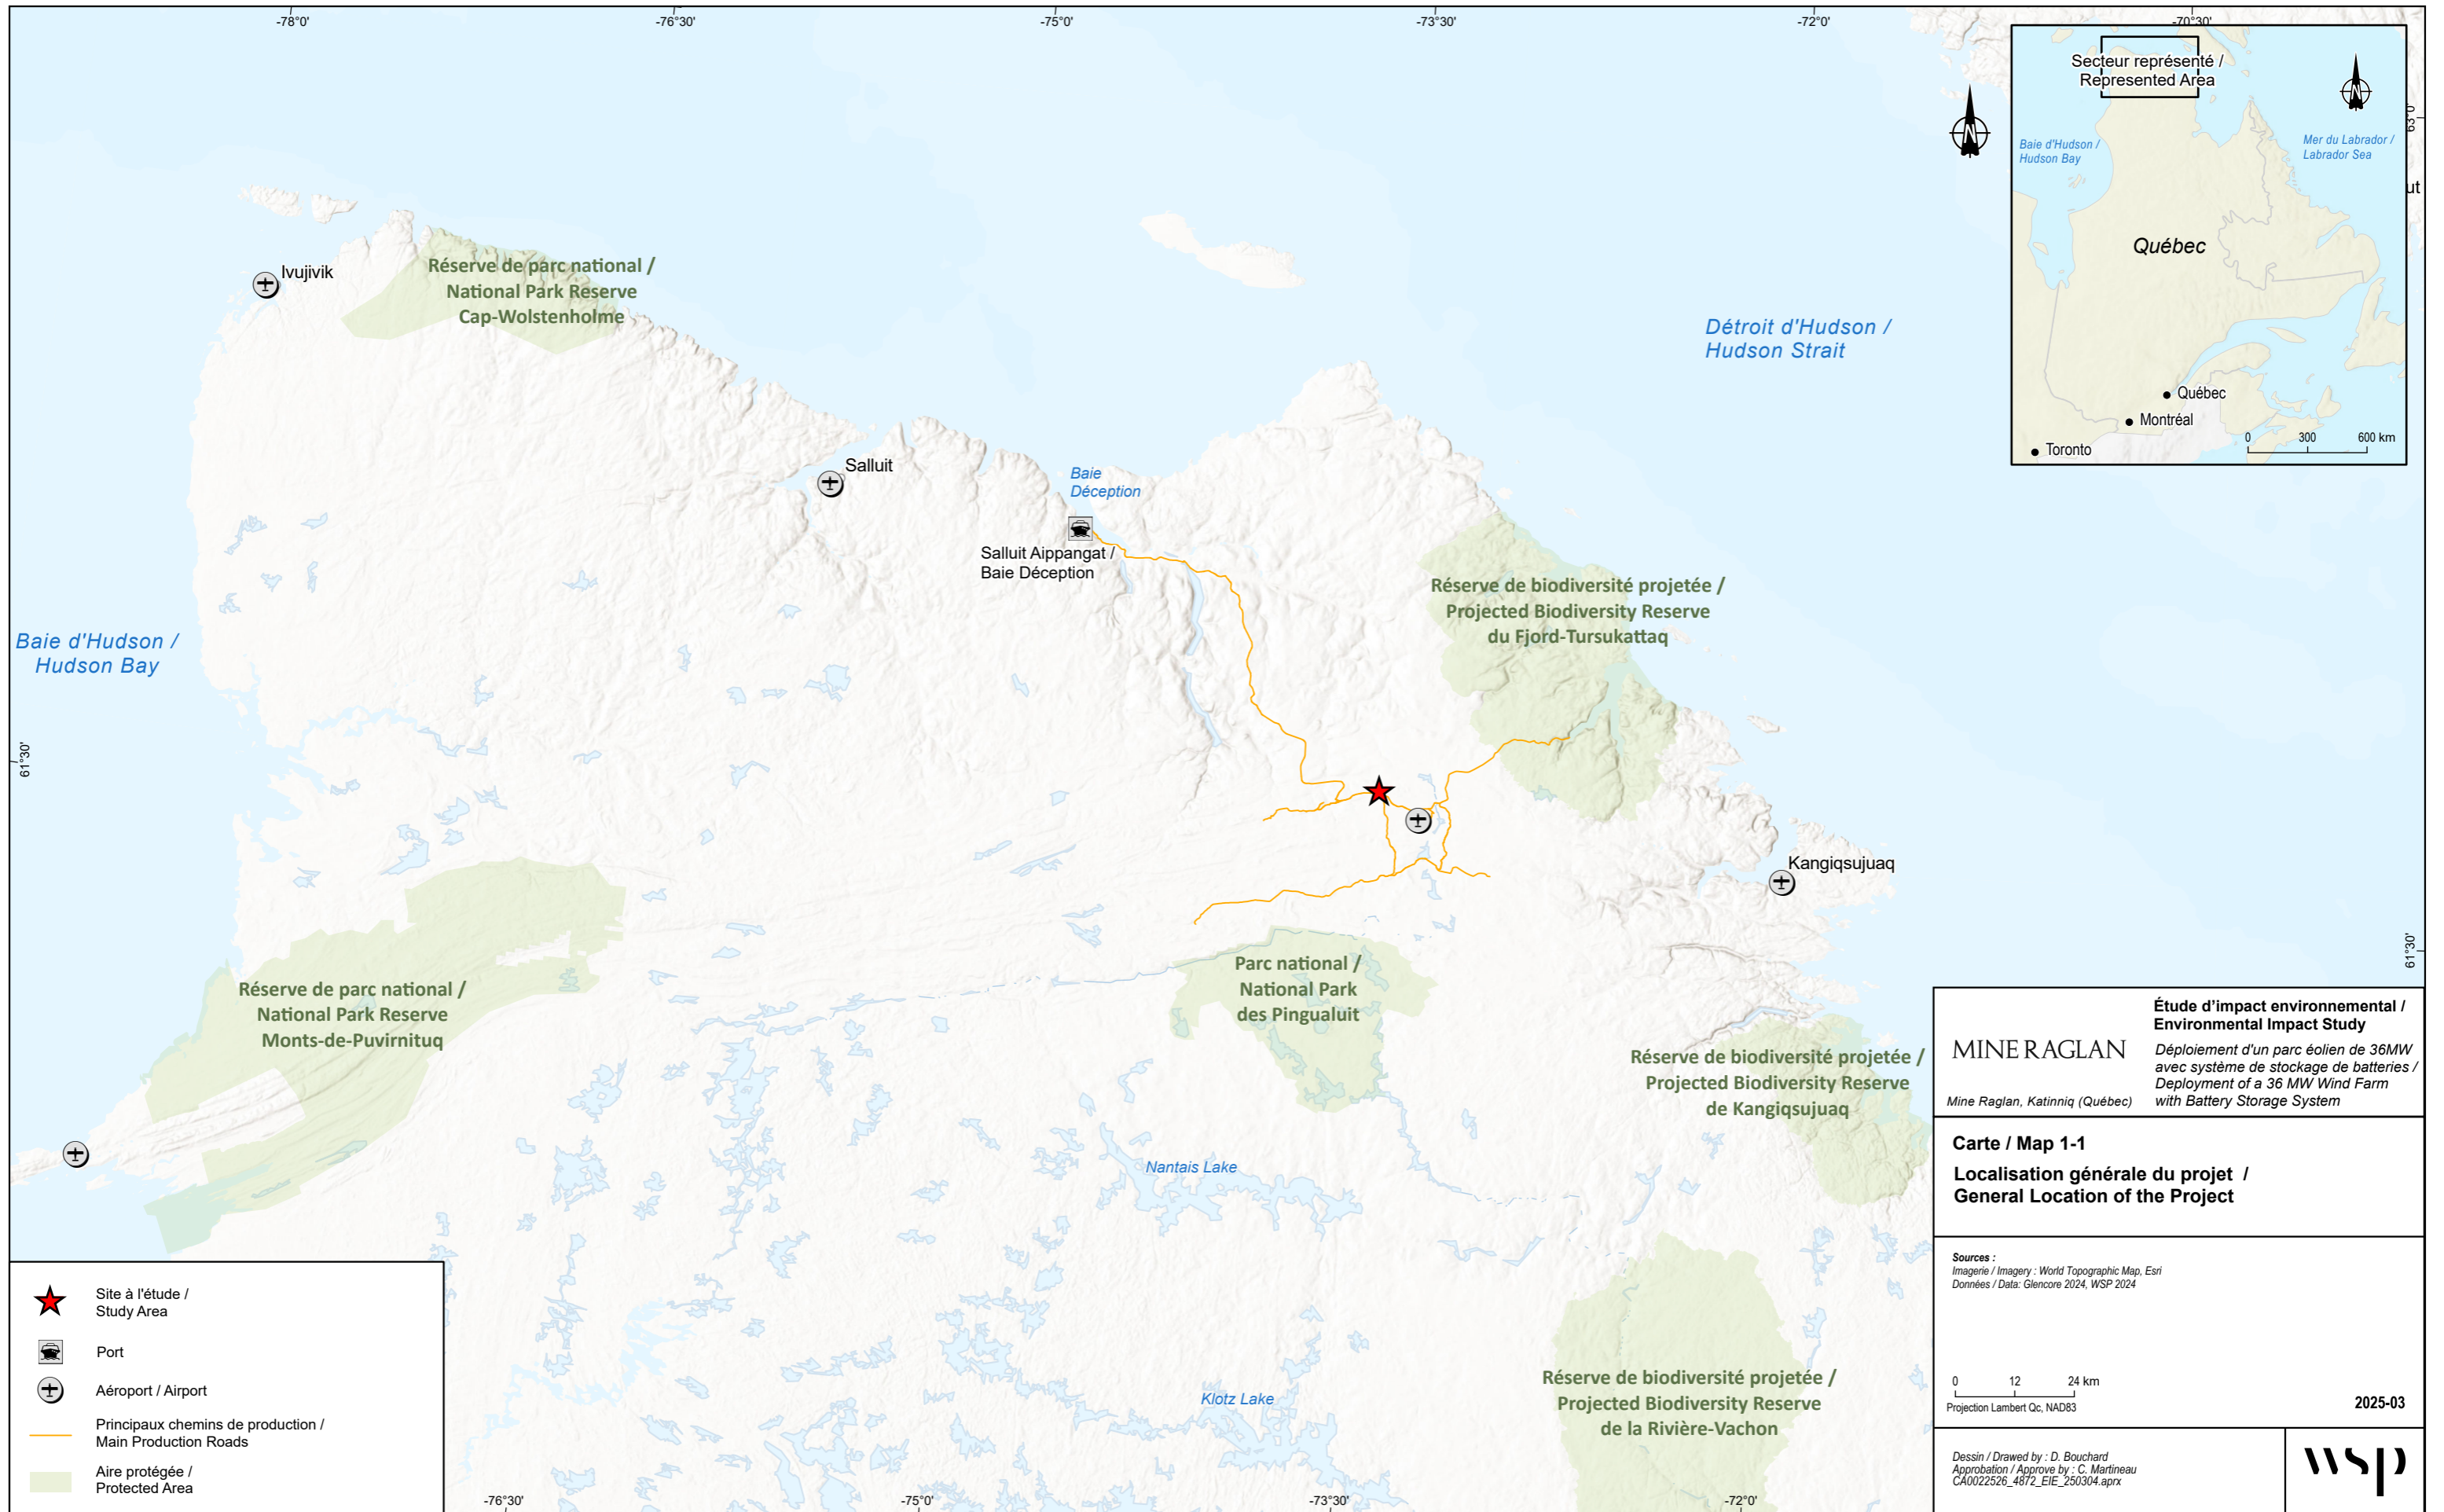 -78°0'
-76°30'
-75°0'
-73°30'
-72°0'
-70°30'
Secteur représenté /
Represented Area
N
N
63°0'
Baie d'Hudson /
Hudson Bay
Mer du Labrador /
Labrador Sea
ut
Québec
Québec
Montréal
Toronto
0 300 600 km
Ivujivik
Réserve de parc national /
National Park Reserve
Cap-Wolstenholme
Détroit d'Hudson /
Hudson Strait
Salluit
Baie
Déception
Salluit Aippangat /
Baie Déception
Réserve de biodiversité projetée /
Projected Biodiversity Reserve
du Fjord-Tursukattaq
Baie d'Hudson /
Hudson Bay
61°30'
Kangiqsujuaq
61°30'
Parc national /
National Park
des Pingualuit
Réserve de parc national /
National Park Reserve
Monts-de-Puvirnituq
Réserve de biodiversité projetée /
Projected Biodiversity Reserve
de Kangiqsujuaq
Nantais Lake
Klotz Lake
Réserve de biodiversité projetée /
Projected Biodiversity Reserve
de la Rivière-Vachon
Site à l'étude /
Study Area
Port
Aéroport / Airport
Principaux chemins de production /
Main Production Roads
Aire protégée /
Protected Area
-76°30'
-75°0'
-73°30'
-72°0'
MINE RAGLAN
Mine Raglan, Katinniq (Québec)
Étude d'impact environnemental /
Environmental Impact Study
Déploiement d'un parc éolien de 36MW
avec système de stockage de batteries /
Deployment of a 36 MW Wind Farm
with Battery Storage System
Carte / Map 1-1
Localisation générale du projet /
General Location of the Project
Sources :
Imagerie / Imagery : World Topographic Map, Esri
Données / Data: Glencore 2024, WSP 2024
0 12 24 km
Projection Lambert Qc, NAD83
2025-03
Dessin / Drawed by : D. Bouchard
Approbation / Approve by : C. Martineau
CA0022526_4872_EIE_250304.aprx
wsp